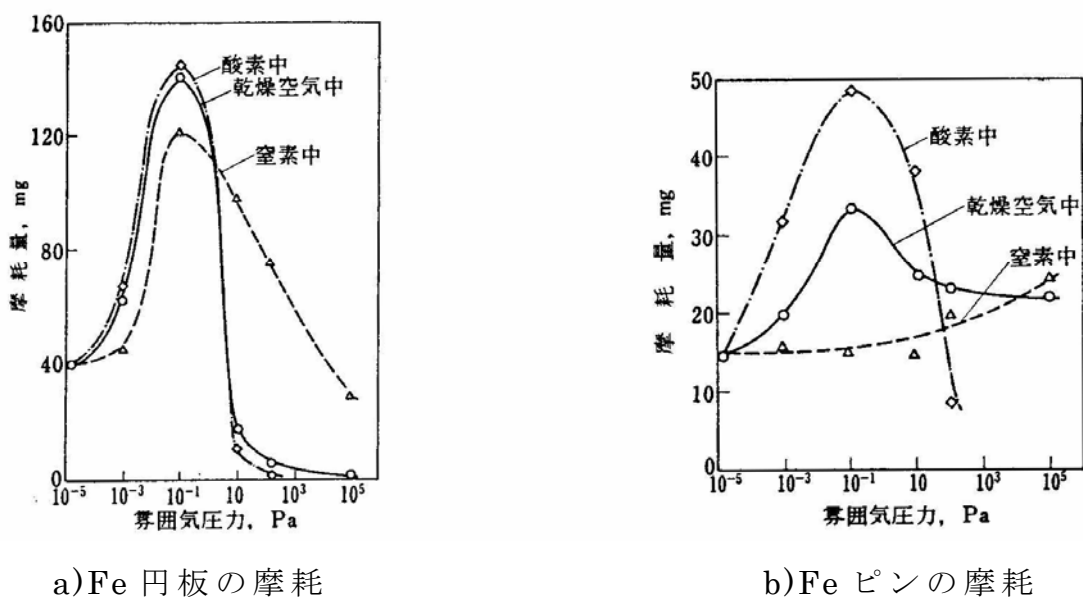 160
120
80
40
0
摩耗量, mg
酸素中
乾燥空気中
窒素中
10⁻⁵ 10⁻³ 10⁻¹ 10 10³ 10⁵
雰囲気圧力, Pa
a)Fe 円板の摩耗
50
40
30
20
10
0
摩耗量, mg
酸素中
乾燥空気中
窒素中
10⁻⁵ 10⁻³ 10⁻¹ 10 10³ 10⁵
雰囲気圧力, Pa
b)Fe ピンの摩耗